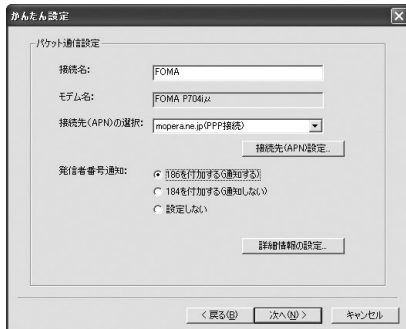 かんたん設定
パケット通信設定
接続名: FOMA
モデム名: FOMA P704iμ
接続先(APN)の選択: mopera.ne.jp(PPP接続)
接続先(APN)設定...
発信者番号通知: 186を付加する(通知する)
184を付加する(通知しない)
設定しない
詳細情報の設定...
< 戻る(B) 次へ(N) > キャンセル